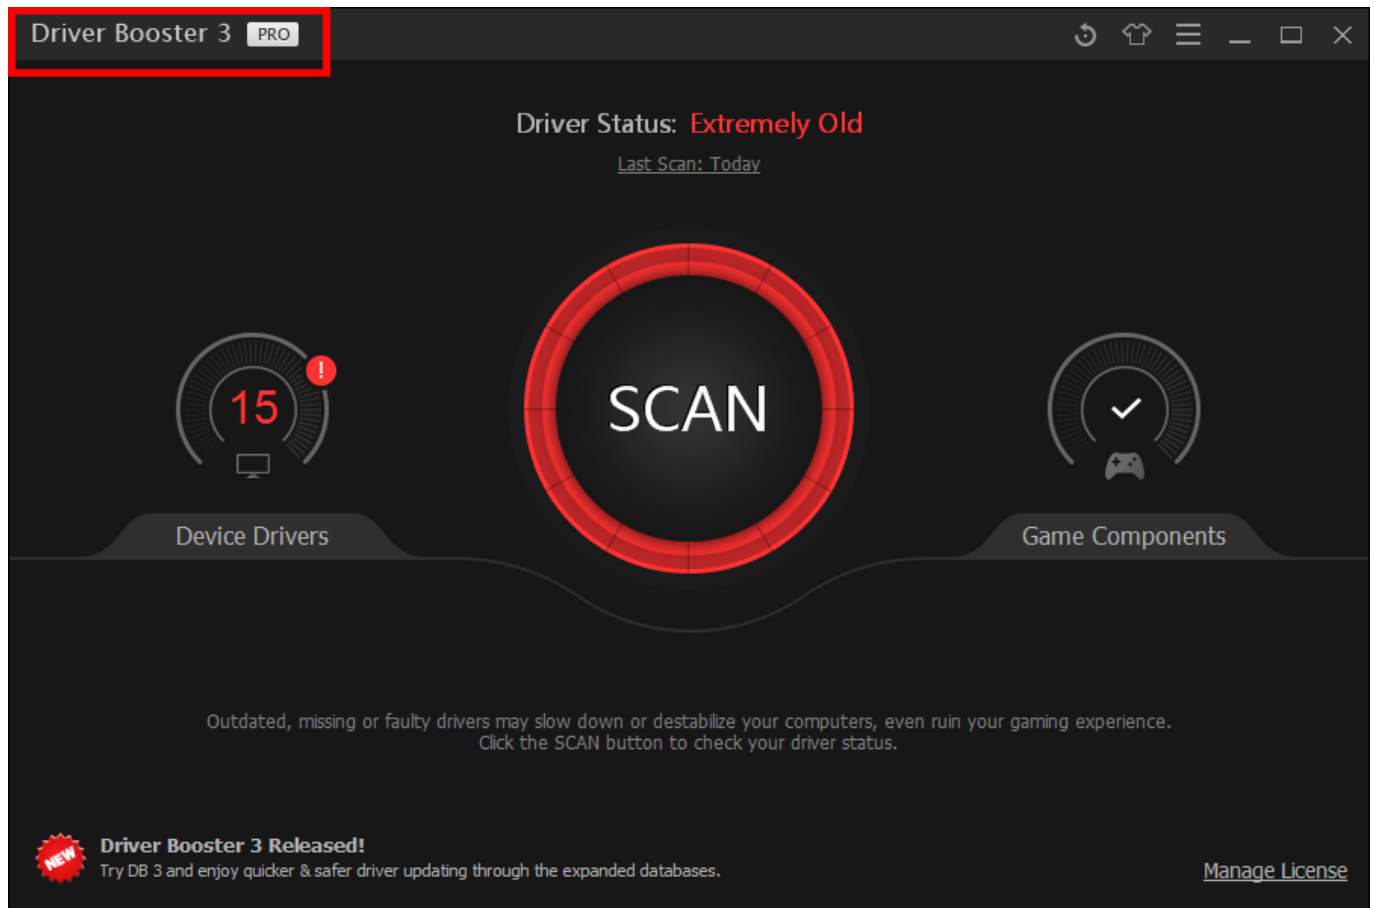 Driver Booster 3 PRO
Driver Status: Extremely Old
Last Scan: Today
SCAN
15
!
Device Drivers
Game Components
Outdated, missing or faulty drivers may slow down or destabilize your computers, even ruin your gaming experience.
Click the SCAN button to check your driver status.
NEW
Driver Booster 3 Released!
Try DB 3 and enjoy quicker & safer driver updating through the expanded databases.
Manage License